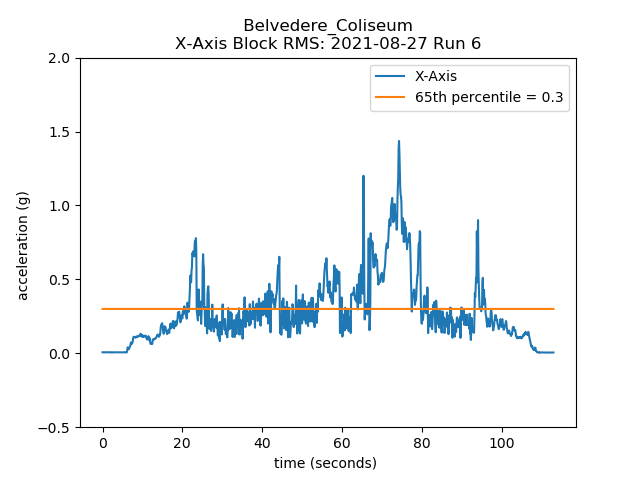 Belvedere_Coliseum
X-Axis Block RMS: 2021-08-27 Run 6
X-Axis
65th percentile = 0.3
2.0
1.5
1.0
0.5
0.0
−0.5
acceleration (g)
0 20 40 60 80 100
time (seconds)